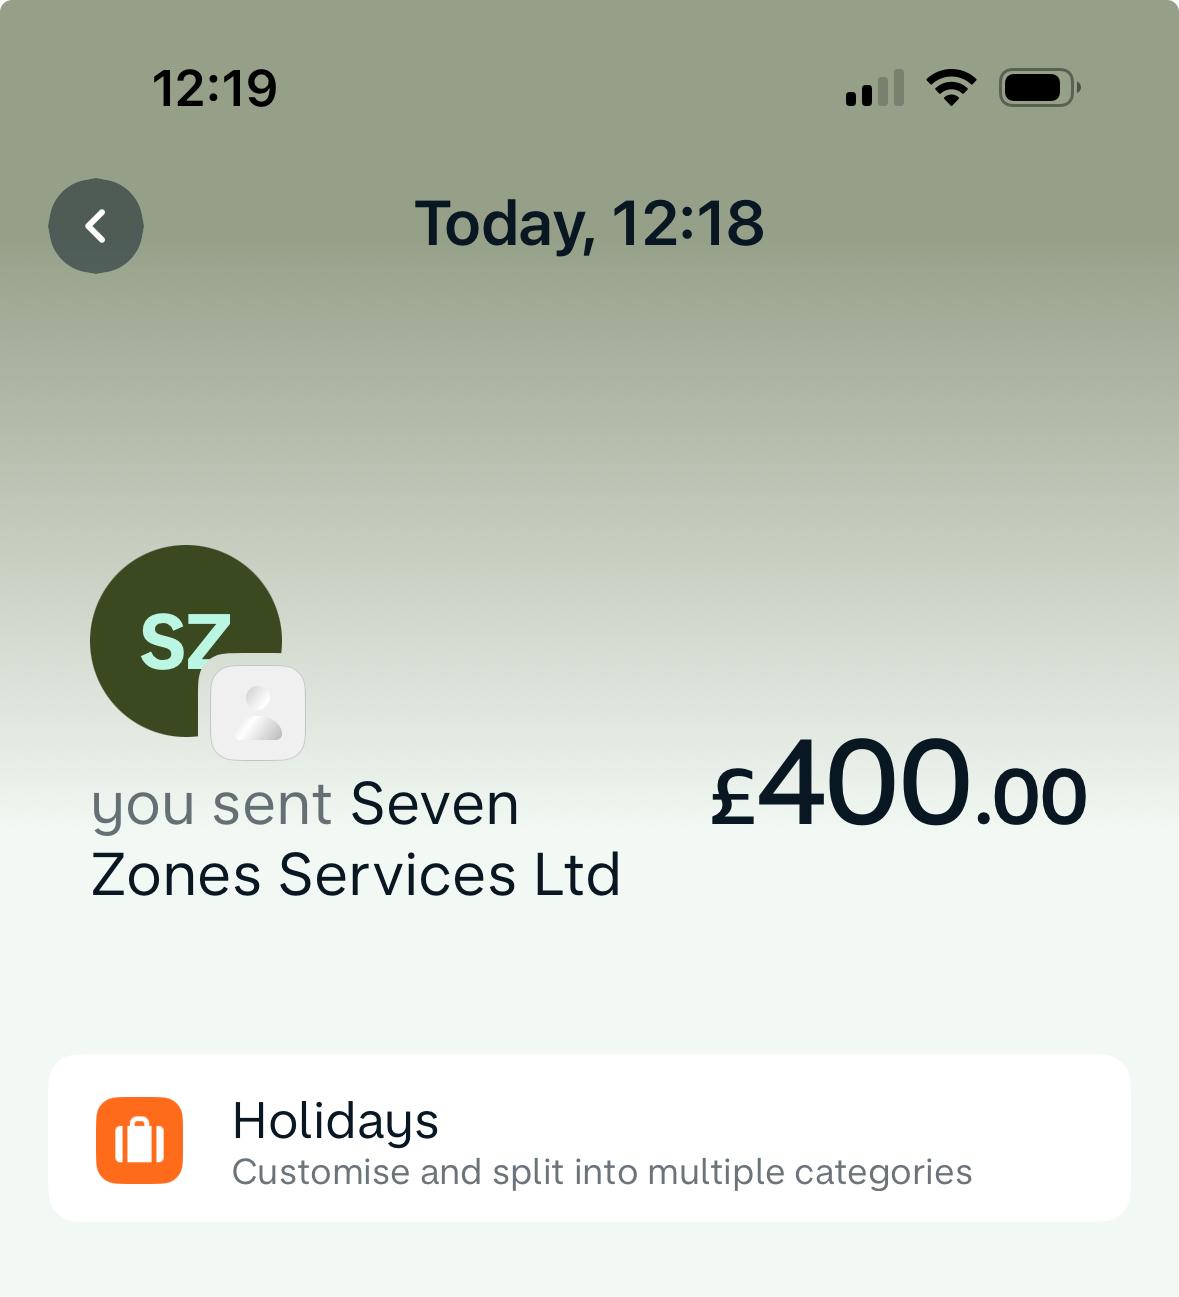 12:19
Today, 12:18
SZ
you sent Seven
Zones Services Ltd
£400.00
Holidays
Customise and split into multiple categories